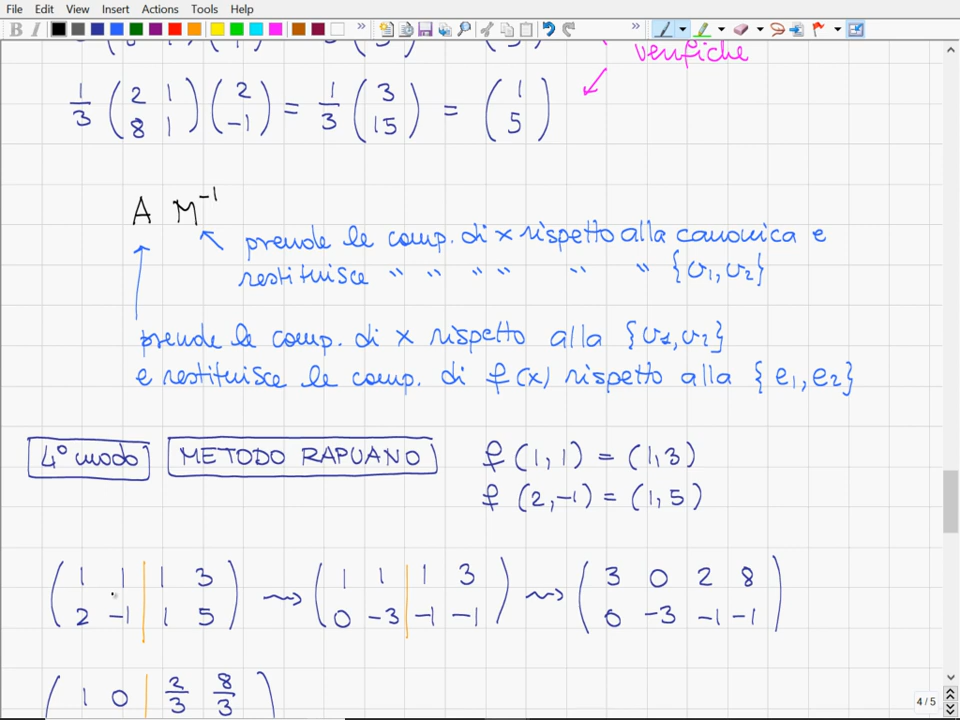 File Edit View Insert Actions Tools Help
B I
verifiche
1/3 (2 1; 8 1) (2; -1) = 1/3 (3; 15) = (1; 5)
A M⁻¹
prende le comp. di x rispetto alla canonica e
restituisce " " " " " " {v1, v2}
prende le comp. di x rispetto alla {v1, v2}
e restituisce le comp. di f(x) rispetto alla {e1, e2}
4° modo METODO RAPUANO f(1, 1) = (1, 3)
f(2, -1) = (1, 5)
(1 1 | 1 3; 2 -1 | 1 5) ⇝ (1 1 | 1 3; 0 -3 | -1 -1) ⇝ (3 0 2 8; 0 -3 -1 -1)
(1 0 | 2/3 8/3)
4 / 5